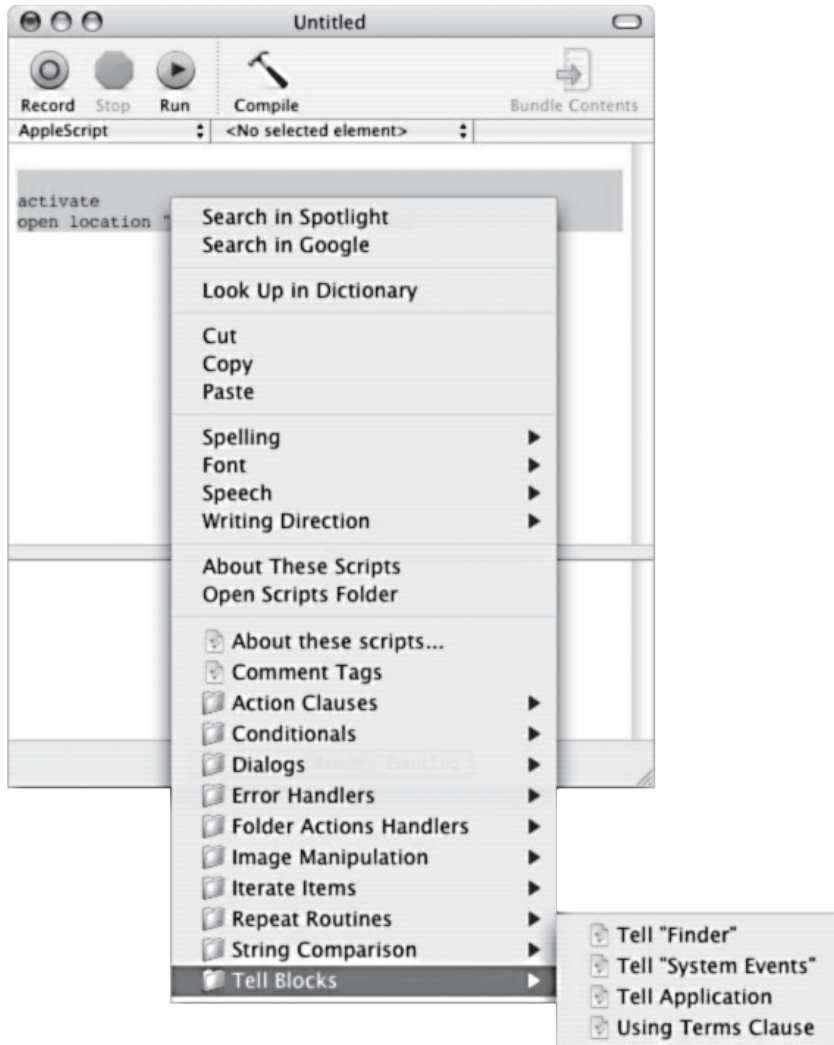 Untitled
Record Stop Run Compile Bundle Contents
AppleScript <No selected element>
activate
open location "
Search in Spotlight
Search in Google
Look Up in Dictionary
Cut
Copy
Paste
Spelling
Font
Speech
Writing Direction
About These Scripts
Open Scripts Folder
About these scripts...
Comment Tags
Action Clauses
Conditionals
Dialogs
Error Handlers
Folder Actions Handlers
Image Manipulation
Iterate Items
Repeat Routines
String Comparison
Tell Blocks
Tell "Finder"
Tell "System Events"
Tell Application
Using Terms Clause